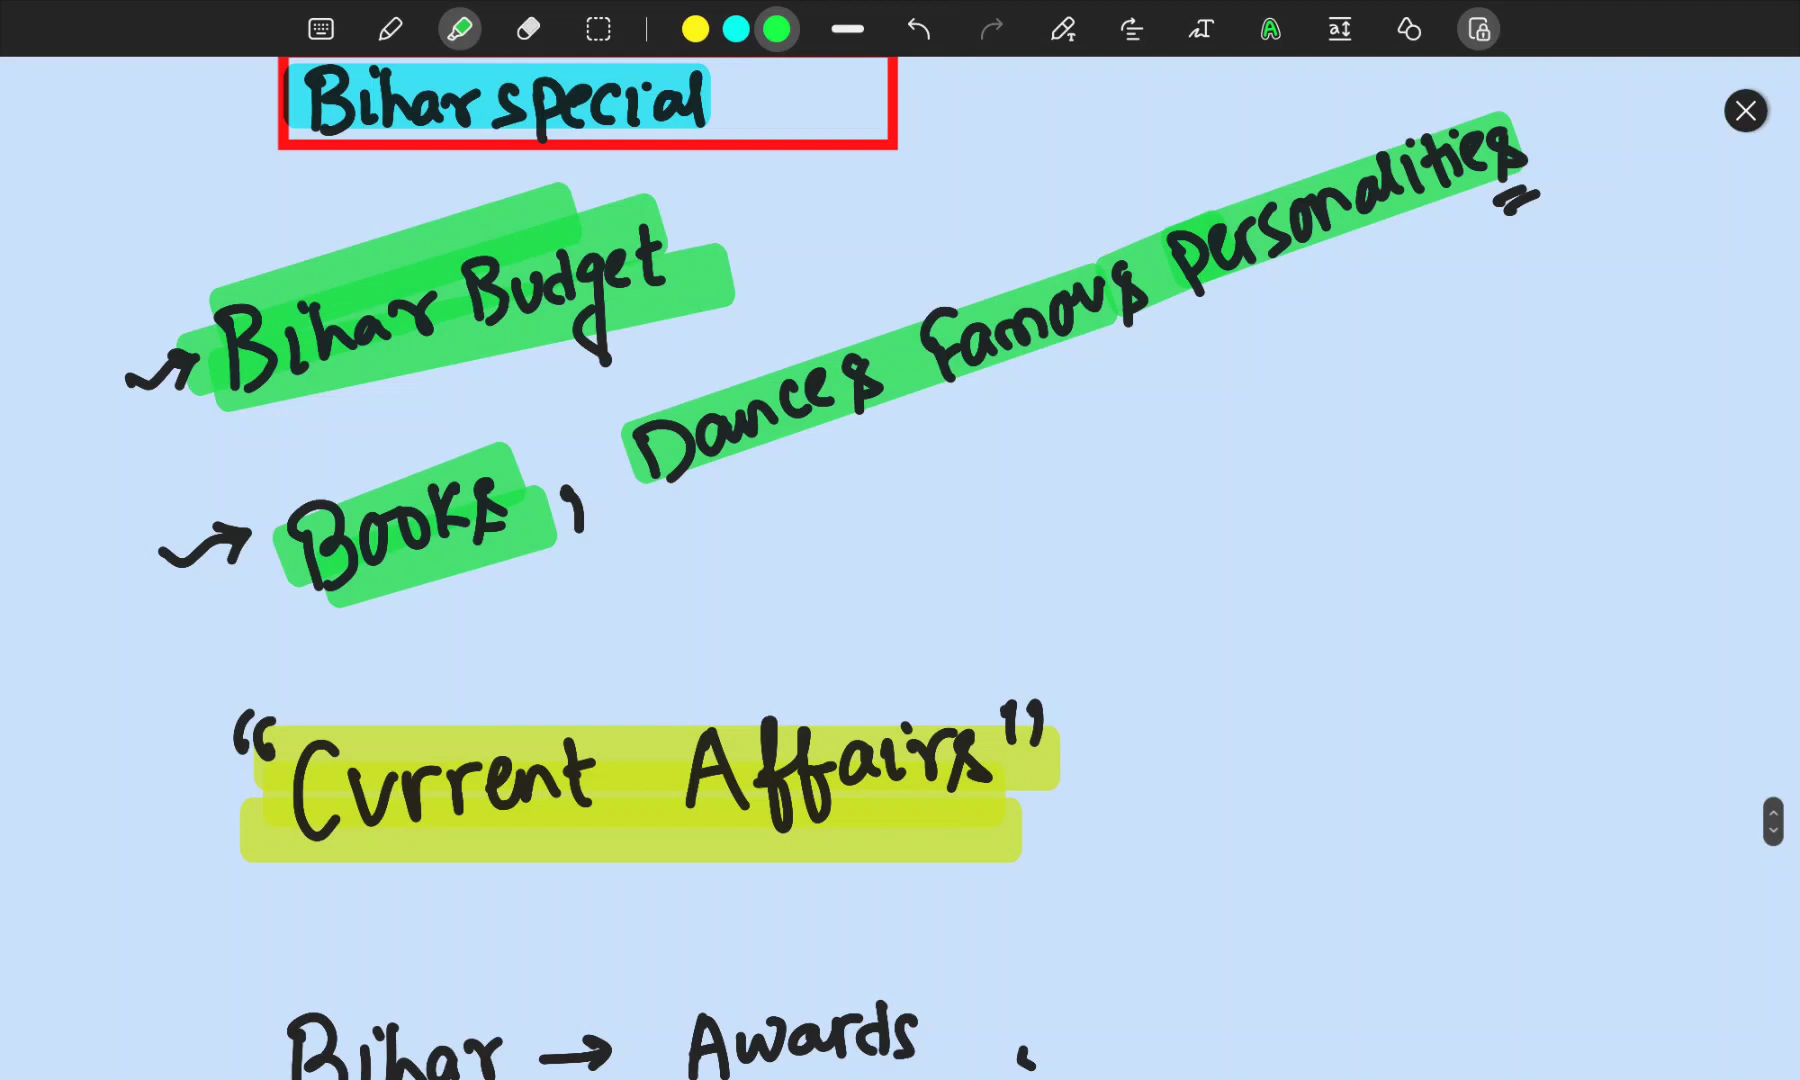 Bihar special
Bihar Budget
Books, Dances Famous personalities
"Current Affairs"
Bihar → Awards